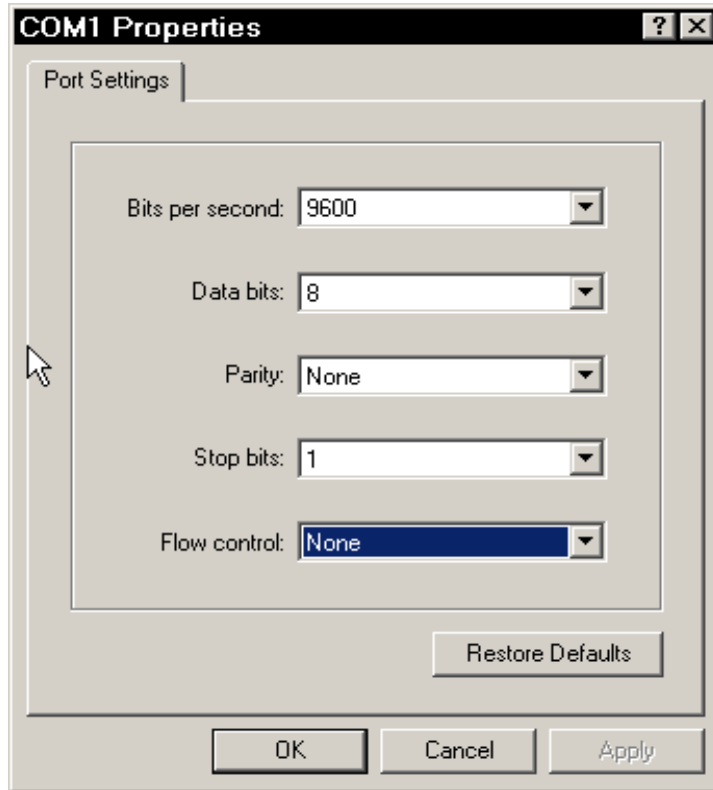 COM1 Properties
Port Settings
Bits per second: 9600
Data bits: 8
Parity: None
Stop bits: 1
Flow control: None
Restore Defaults
OK Cancel Apply